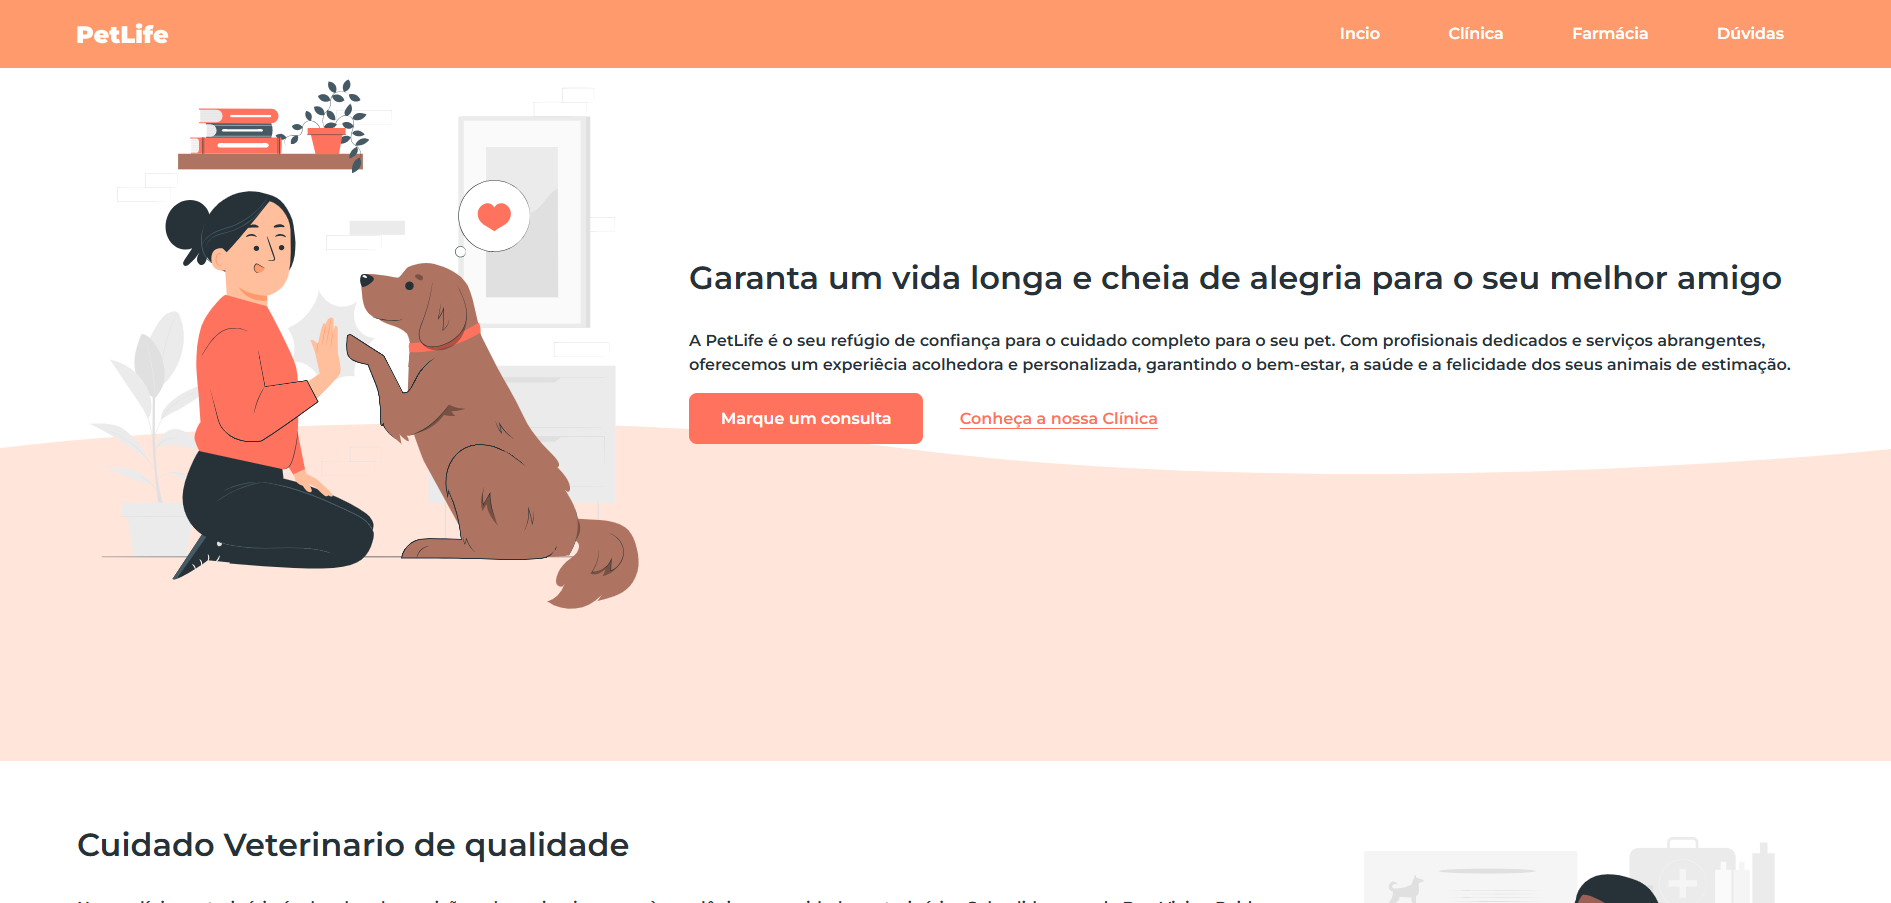 PetLife
Incio
Clínica
Farmácia
Dúvidas
Garanta um vida longa e cheia de alegria para o seu melhor amigo
A PetLife é o seu refúgio de confiança para o cuidado completo para o seu pet. Com profisionais dedicados e serviços abrangentes,
oferecemos um experiêcia acolhedora e personalizada, garantindo o bem-estar, a saúde e a felicidade dos seus animais de estimação.
Marque um consulta
Conheça a nossa Clínica
Cuidado Veterinario de qualidade